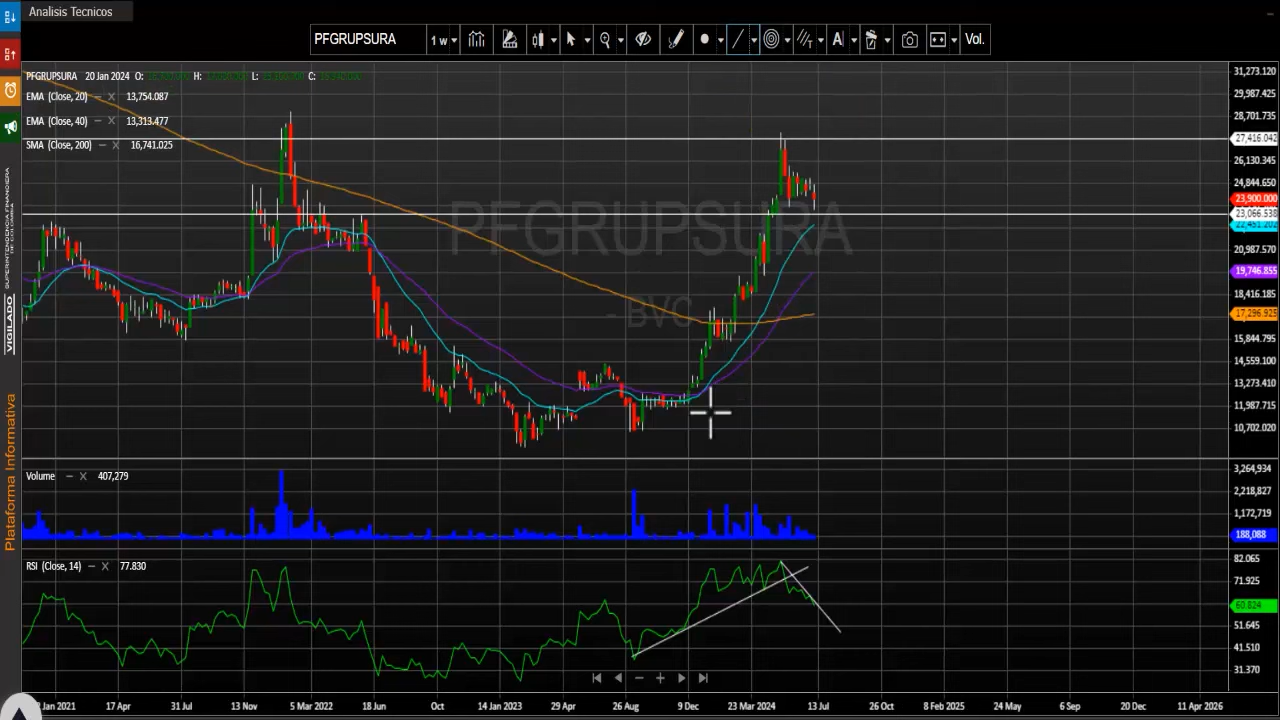 Analisis Tecnicos
PFGRUPSURA
1 w
A
Vol.
PFGRUPSURA 20 Jan 2024 O: H: L: C:
EMA (Close, 20) – X 13,754.087
EMA (Close, 40) – X 13,313.477
SMA (Close, 200) – X 16,741.025
PFGRUPSURA
- BVC
31,273.120
29,987.425
28,701.735
27,416.042
26,130.345
24,844.650
23,900.000
23,066.538
22,451.202
20,987.570
19,746.855
18,416.185
17,296.925
15,844.795
14,559.100
13,273.410
11,987.715
10,702.020
Volume – X 407,279
3,264,934
2,218,827
1,172,719
188,088
RSI (Close, 14) – X 77.830
82.065
71.925
60.824
51.645
41.510
31.370
Jan 2021
17 Apr
31 Jul
13 Nov
5 Mar 2022
18 Jun
Oct
14 Jan 2023
29 Apr
26 Aug
9 Dec
23 Mar 2024
13 Jul
26 Oct
8 Feb 2025
24 May
6 Sep
20 Dec
11 Apr 2026
VIGILADO SUPERINTENDENCIA FINANCIERA
DE COLOMBIA
Plataforma Informativa